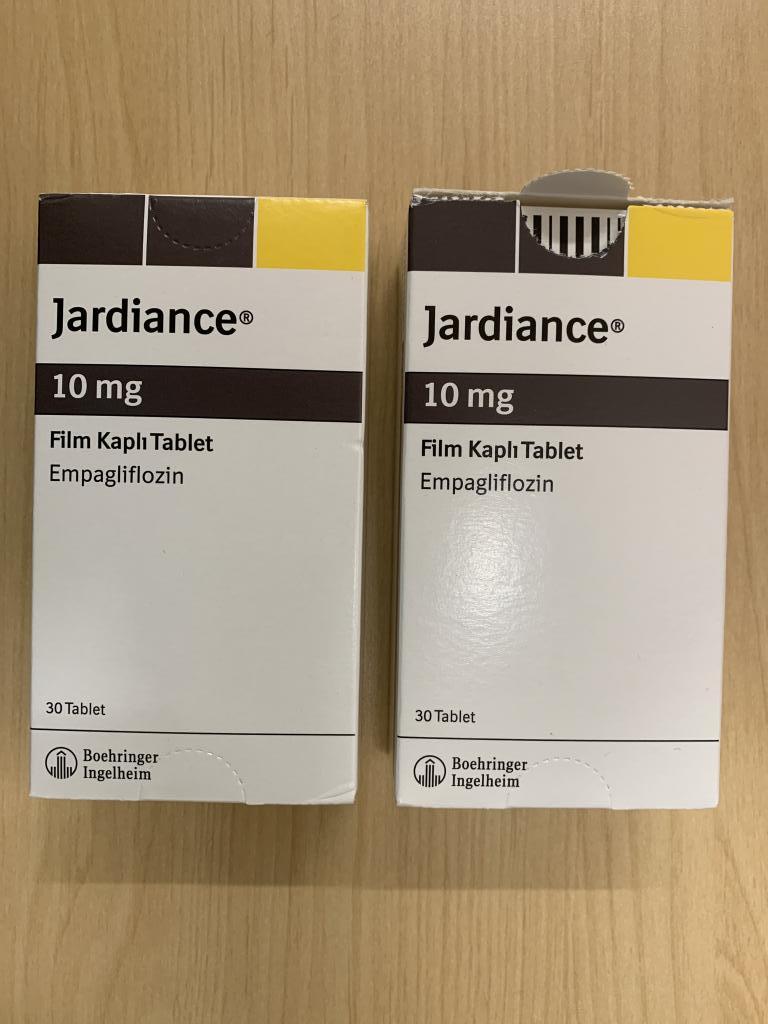 Jardiance®
10 mg
Film Kaplı Tablet
Empagliflozin
30 Tablet
Boehringer
Ingelheim
Jardiance®
10 mg
Film Kaplı Tablet
Empagliflozin
30 Tablet
Boehringer
Ingelheim